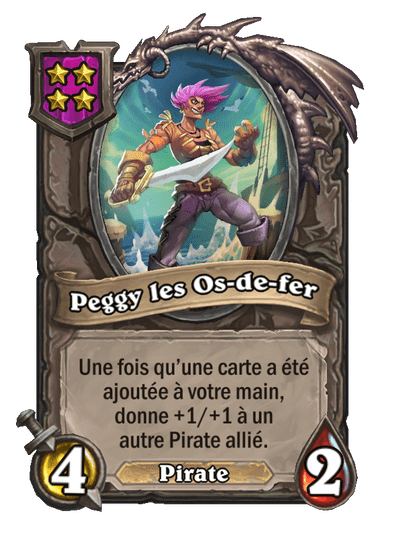 Peggy les Os-de-fer
Une fois qu'une carte a été
ajoutée à votre main,
donne +1/+1 à un
autre Pirate allié.
4
Pirate
2